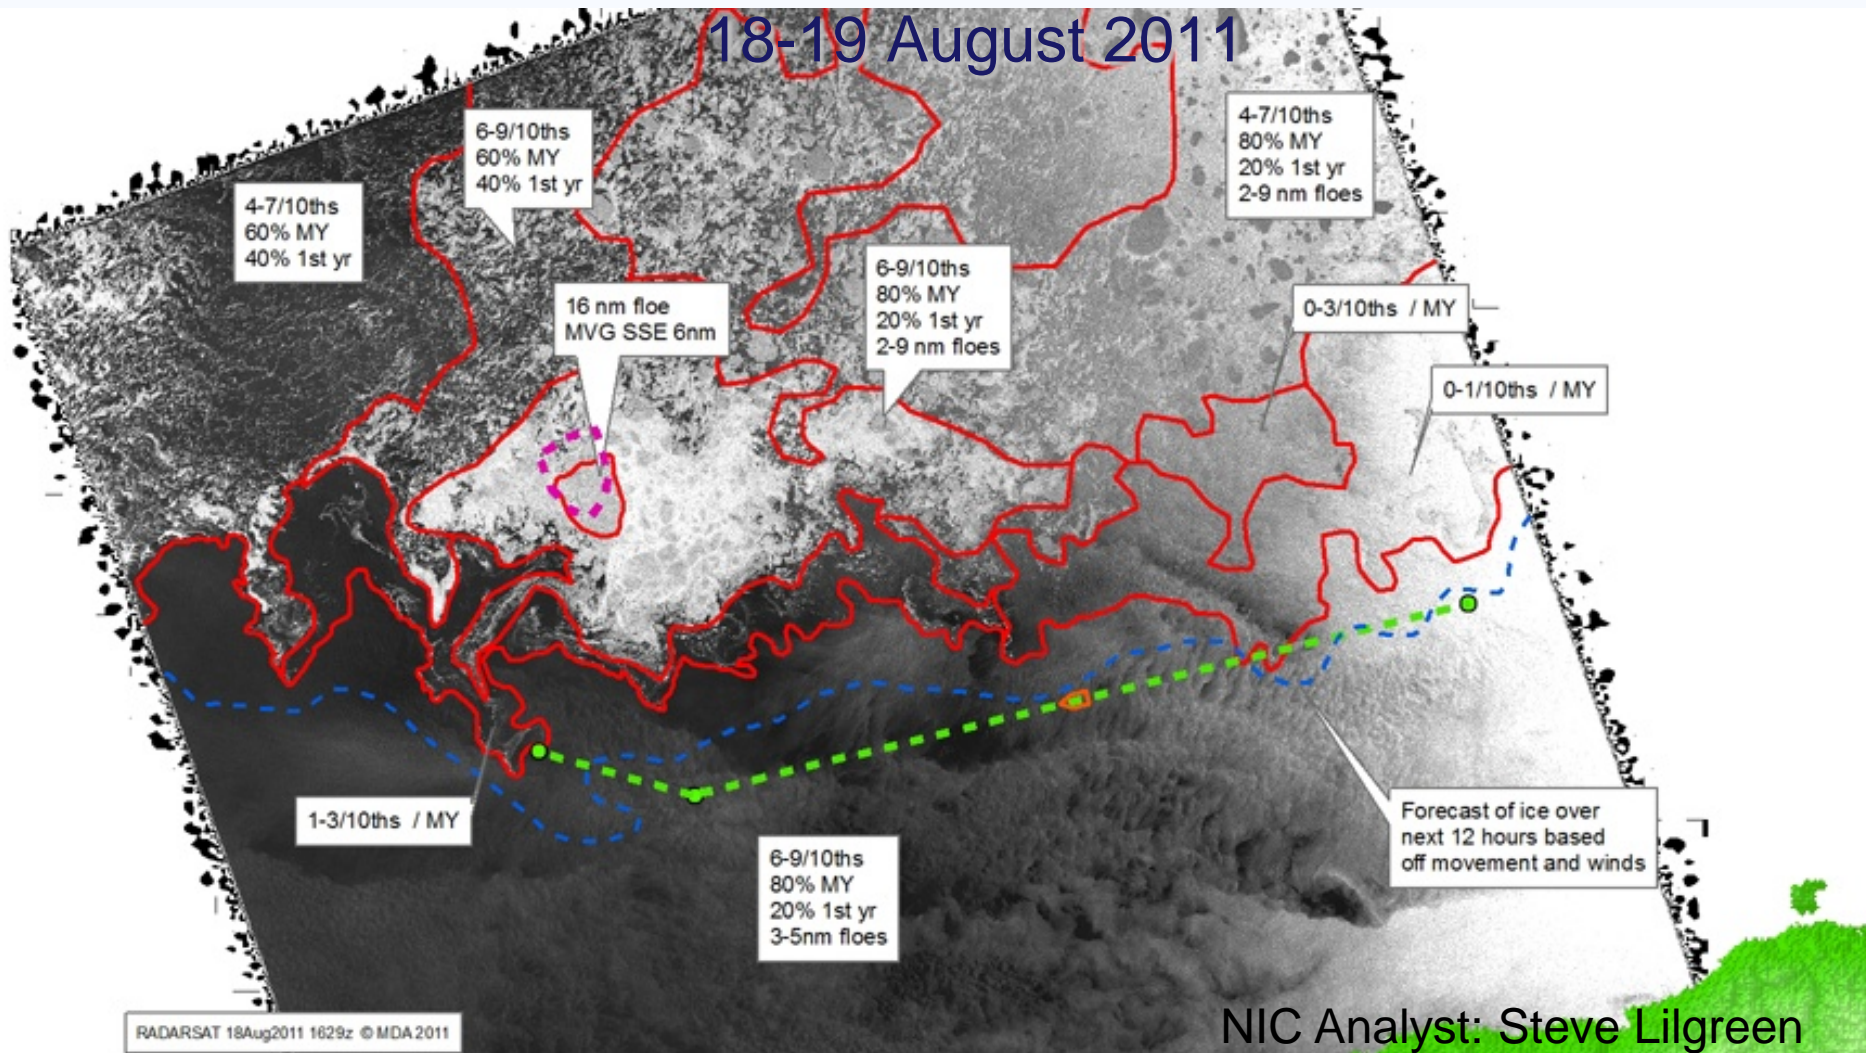 18-19 August 2011
6-9/10ths
60% MY
40% 1st yr
4-7/10ths
80% MY
20% 1st yr
2-9 nm floes
4-7/10ths
60% MY
40% 1st yr
6-9/10ths
80% MY
20% 1st yr
2-9 nm floes
16 nm floe
MVG SSE 6nm
0-3/10ths / MY
0-1/10ths / MY
1-3/10ths / MY
Forecast of ice over
next 12 hours based
off movement and winds
6-9/10ths
80% MY
20% 1st yr
3-5nm floes
RADARSAT 18Aug2011 1629z © MDA 2011
NIC Analyst: Steve Lilgreen